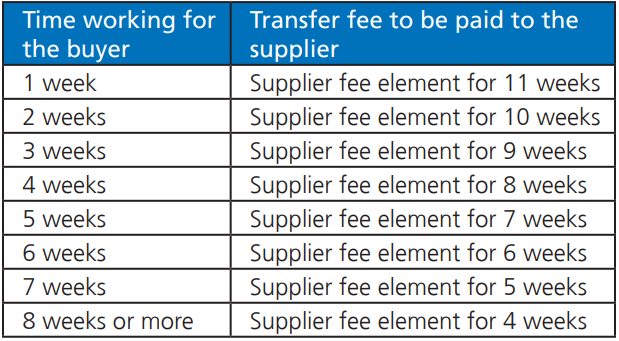 Time working for
the buyer
Transfer fee to be paid to the
supplier
1 week
Supplier fee element for 11 weeks
2 weeks
Supplier fee element for 10 weeks
3 weeks
Supplier fee element for 9 weeks
4 weeks
Supplier fee element for 8 weeks
5 weeks
Supplier fee element for 7 weeks
6 weeks
Supplier fee element for 6 weeks
7 weeks
Supplier fee element for 5 weeks
8 weeks or more
Supplier fee element for 4 weeks